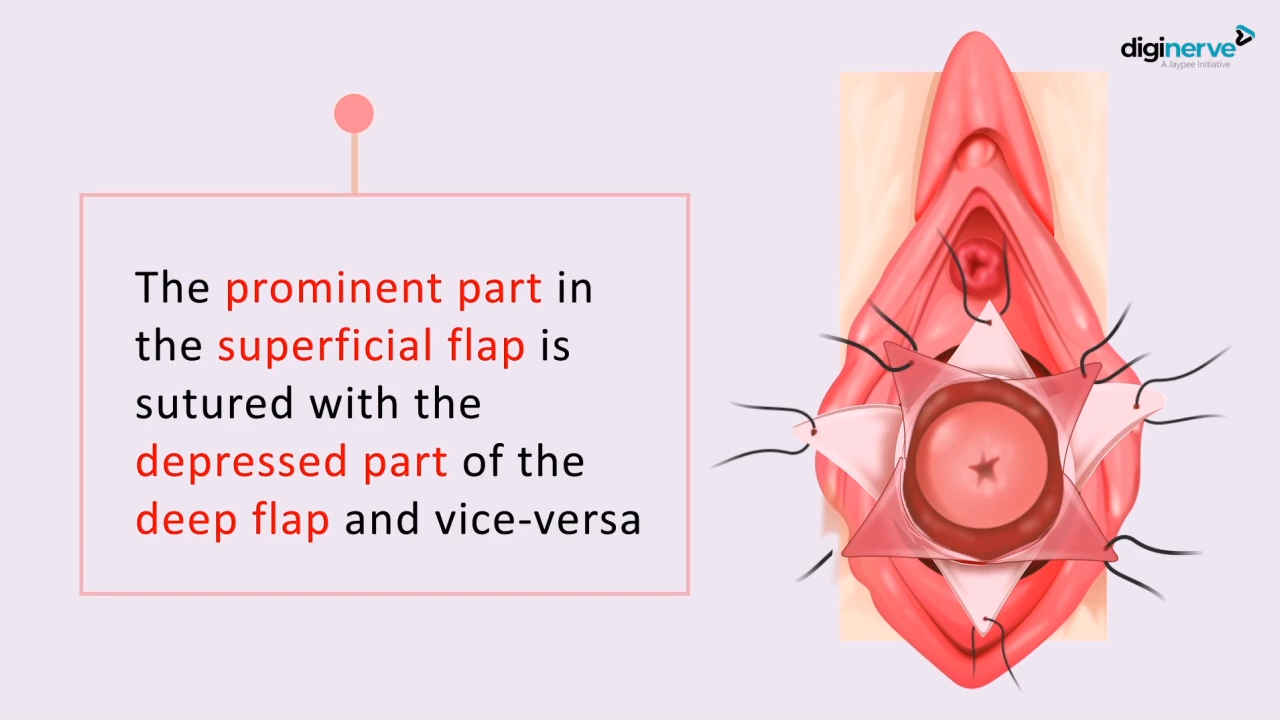 diginerve
A Jaypee Initiative
The prominent part in
the superficial flap is
sutured with the
depressed part of the
deep flap and vice-versa